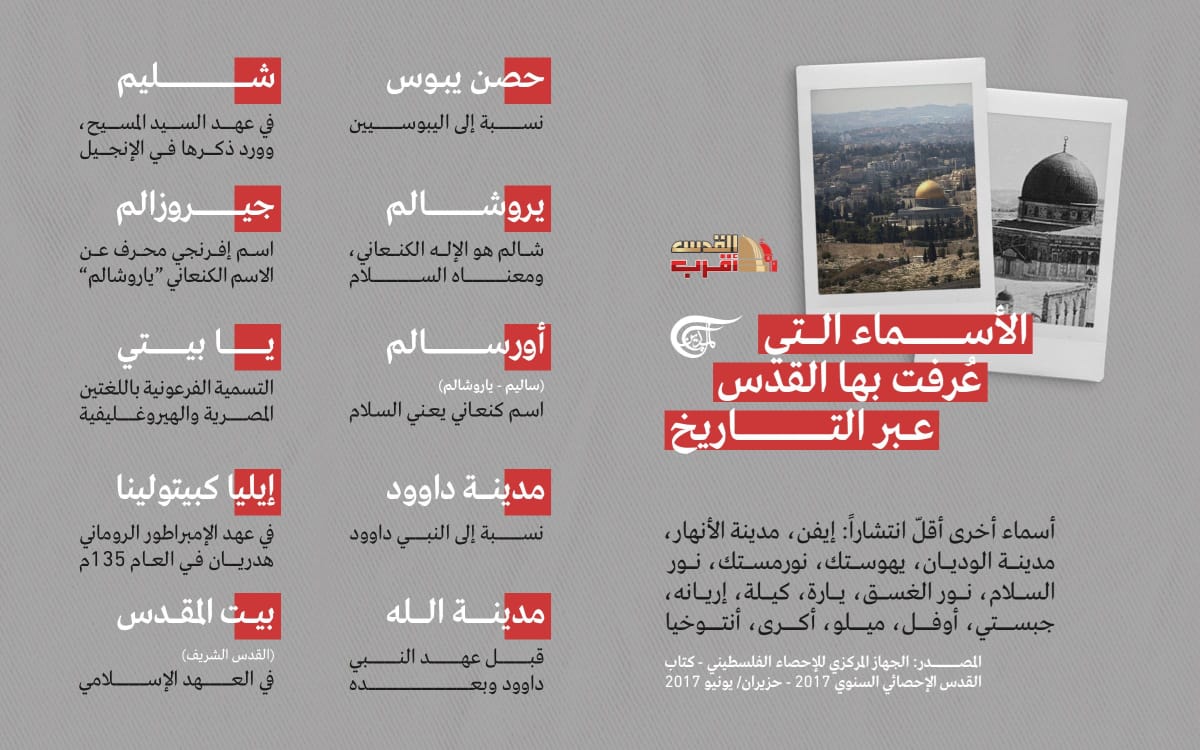 القدس
أقرب
الميادين
الأسماء التي
عُرفت بها القدس
عبر التاريخ
أسماء أخرى أقلّ انتشاراً: إيفن، مدينة الأنهار،
مدينة الوديان، يهوستك، نورمستك، نور
السلام، نور الغسق، يارة، كيلة، إريانه،
جبستي، أوفل، ميلو، أكرى، أنتوخيا
المصدر: الجهاز المركزي للإحصاء الفلسطيني - كتاب
القدس الإحصائي السنوي 2017 - حزيران/ يونيو 2017
حصن يبوس
نسبة إلى اليبوسيين
يروشالم
شالم هو الإله الكنعاني،
ومعناه السلام
أورسالم
(ساليم - ياروشالم)
اسم كنعاني يعني السلام
مدينة داوود
نسبة إلى النبي داوود
مدينة الله
قبل عهد النبي
داوود وبعده
شليم
في عهد السيد المسيح،
وورد ذكرها في الإنجيل
جيروزالم
اسم إفرنجي محرف عن
الاسم الكنعاني ”ياروشالم“
يا بيتي
التسمية الفرعونية باللغتين
المصرية والهيروغليفية
إيليا كبيتولينا
في عهد الإمبراطور الروماني
هدريان في العام 135م
بيت المقدس
(القدس الشريف)
في العهد الإسلامي